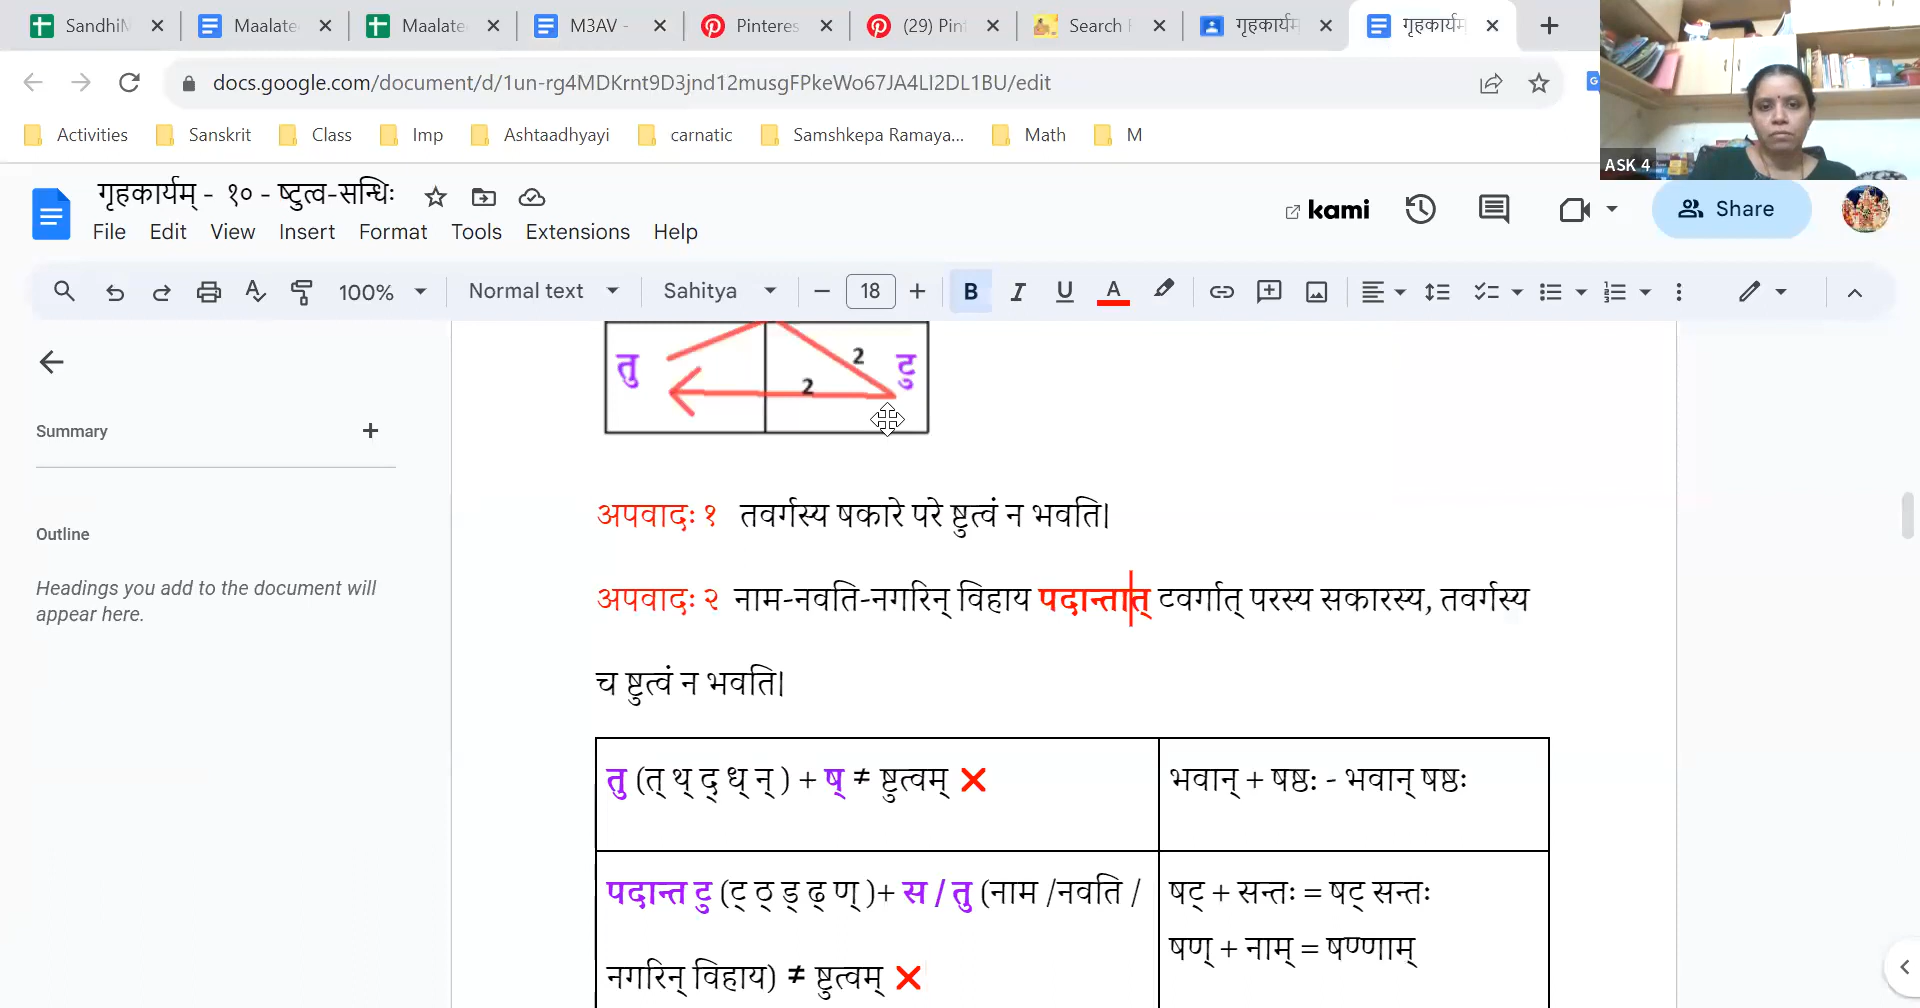 SandhiM
Maalate
Maalate
M3AV -
Pinteres
(29) Pin
Search
गृहकार्यम्
गृहकार्यम्
docs.google.com/document/d/1un-rg4MDKrnt9D3jnd12musgFPkeWo67JA4Ll2DL1BU/edit
Activities
Sanskrit
Class
Imp
Ashtaadhyayi
carnatic
Samshkepa Ramaya...
Math
M
ASK 4
गृहकार्यम् - १० - ष्टुत्व-सन्धिः
kami
Share
File Edit View Insert Format Tools Extensions Help
100% Normal text Sahitya − 18 + B I U A
Summary
Outline
Headings you add to the document will
appear here.
तु 2 2 टु
अपवादः १ तवर्गस्य षकारे परे ष्टुत्वं न भवति।
अपवादः २ नाम-नवति-नगरिन् विहाय पदान्तात् टवर्गात् परस्य सकारस्य, तवर्गस्य
च ष्टुत्वं न भवति।
तु (त् थ् द् ध् न् ) + ष् ≠ ष्टुत्वम् ❌
भवान् + षष्ठः - भवान् षष्ठः
पदान्त टु (ट् ठ् ड् ढ् ण् )+ स / तु (नाम /नवति /
नगरिन् विहाय) ≠ ष्टुत्वम् ❌
षट् + सन्तः = षट् सन्तः
षण् + नाम् = षण्णाम्